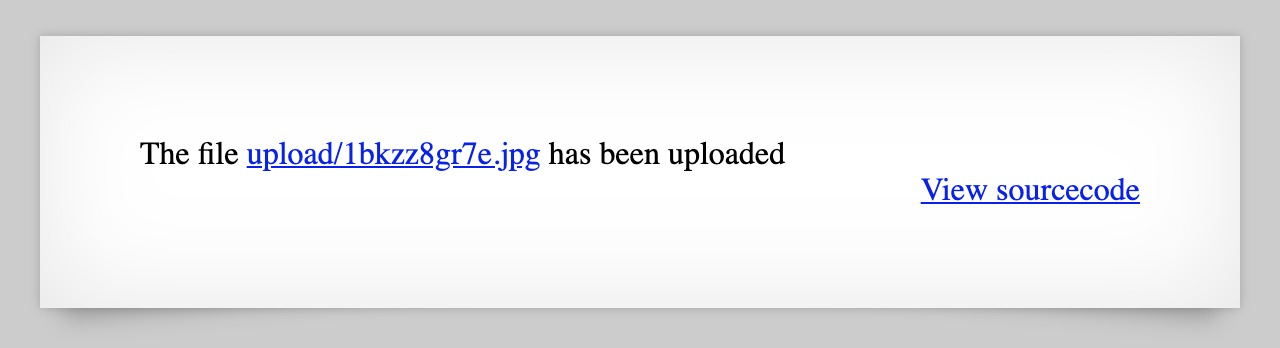 The file upload/1bkzz8gr7e.jpg has been uploaded
View sourcecode